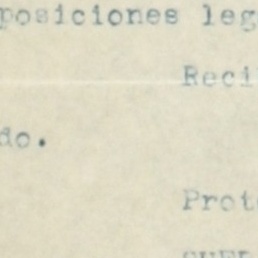 posiciones leg
Reci
do.
Prot